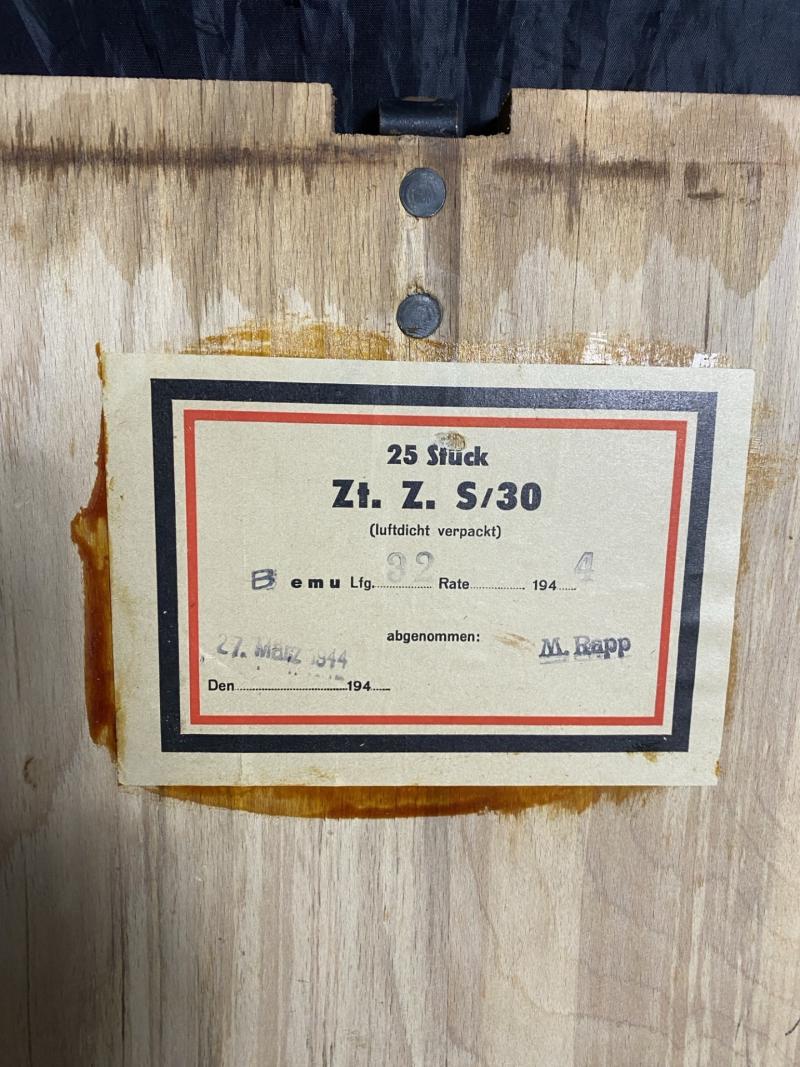 25 Stück
Zt. Z. S/30
(luftdicht verpackt)
B emu Lfg. 32 Rate 194 4
abgenommen: M. Rapp
27. März 1944
Den 194